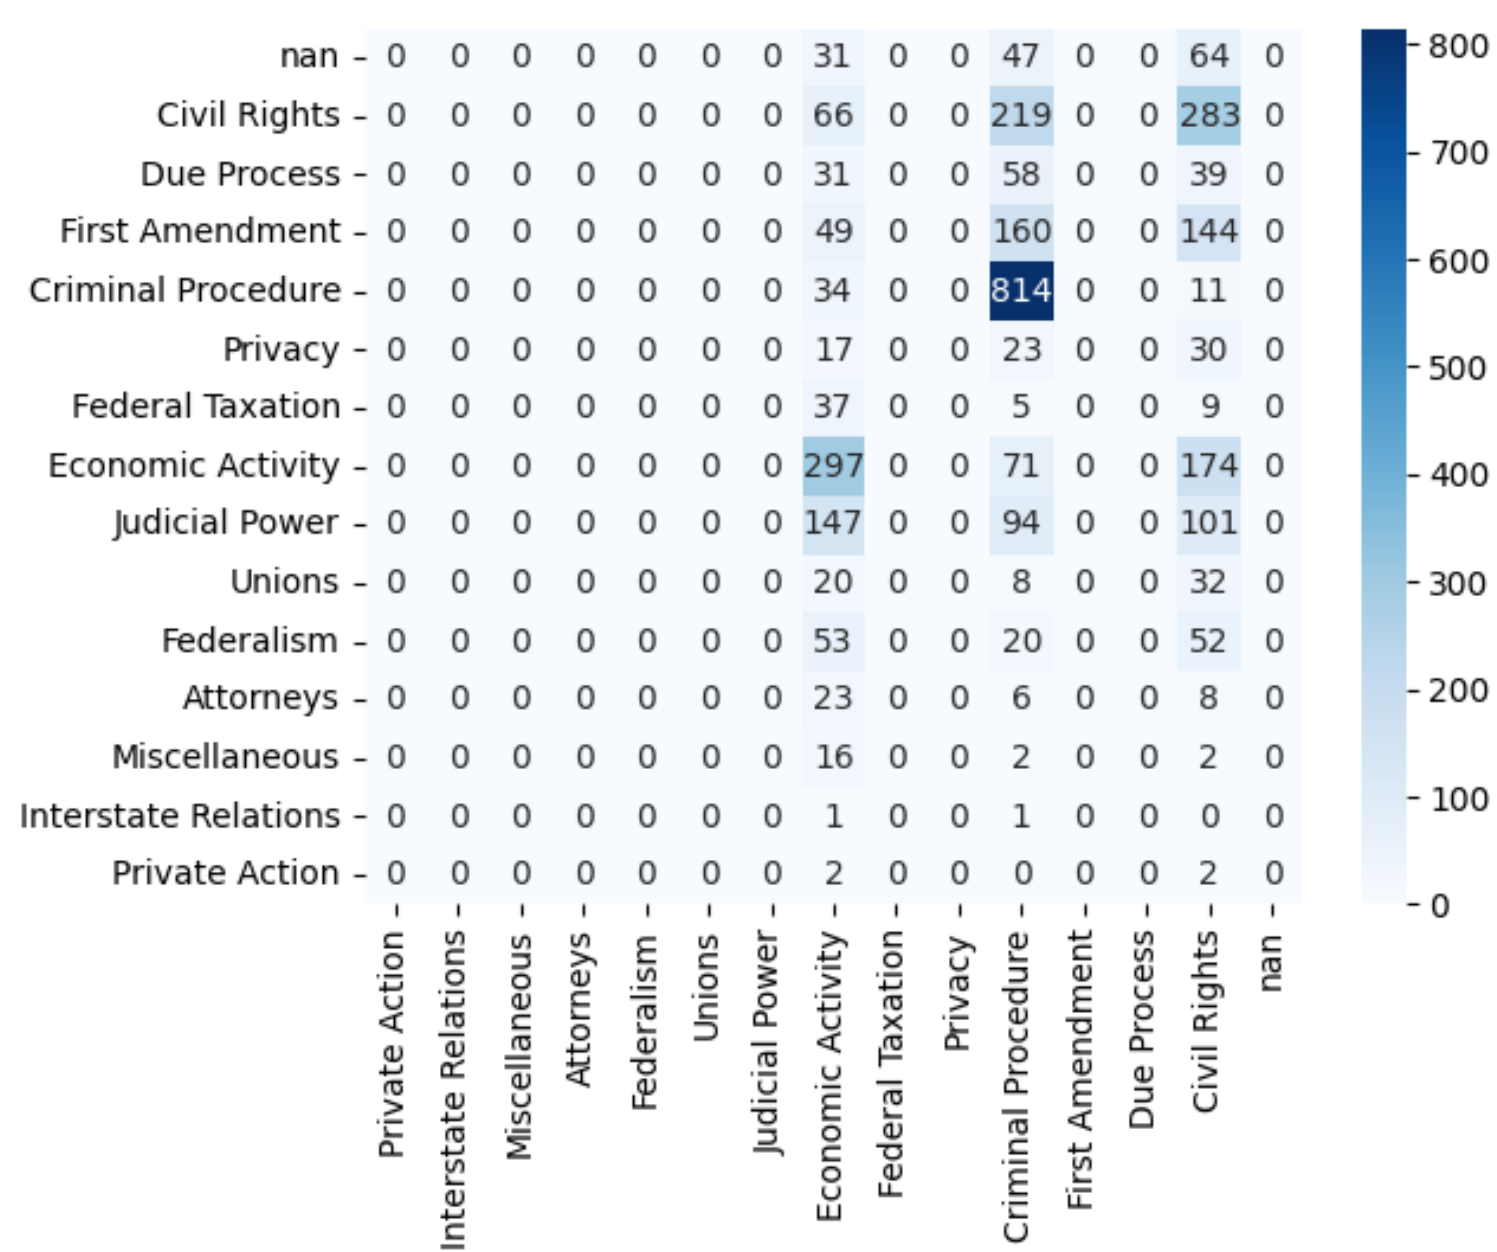 nan 0 0 0 0 0 0 0 31 0 0 47 0 0 64 0
Civil Rights 0 0 0 0 0 0 0 66 0 0 219 0 0 283 0
Due Process 0 0 0 0 0 0 0 31 0 0 58 0 0 39 0
First Amendment 0 0 0 0 0 0 0 49 0 0 160 0 0 144 0
Criminal Procedure 0 0 0 0 0 0 0 34 0 0 814 0 0 11 0
Privacy 0 0 0 0 0 0 0 17 0 0 23 0 0 30 0
Federal Taxation 0 0 0 0 0 0 0 37 0 0 5 0 0 9 0
Economic Activity 0 0 0 0 0 0 0 297 0 0 71 0 0 174 0
Judicial Power 0 0 0 0 0 0 0 147 0 0 94 0 0 101 0
Unions 0 0 0 0 0 0 0 20 0 0 8 0 0 32 0
Federalism 0 0 0 0 0 0 0 53 0 0 20 0 0 52 0
Attorneys 0 0 0 0 0 0 0 23 0 0 6 0 0 8 0
Miscellaneous 0 0 0 0 0 0 0 16 0 0 2 0 0 2 0
Interstate Relations 0 0 0 0 0 0 0 1 0 0 1 0 0 0 0
Private Action 0 0 0 0 0 0 0 2 0 0 0 0 0 2 0
Private Action
Interstate Relations
Miscellaneous
Attorneys
Federalism
Unions
Judicial Power
Economic Activity
Federal Taxation
Privacy
Criminal Procedure
First Amendment
Due Process
Civil Rights
nan
800
700
600
500
400
300
200
100
0